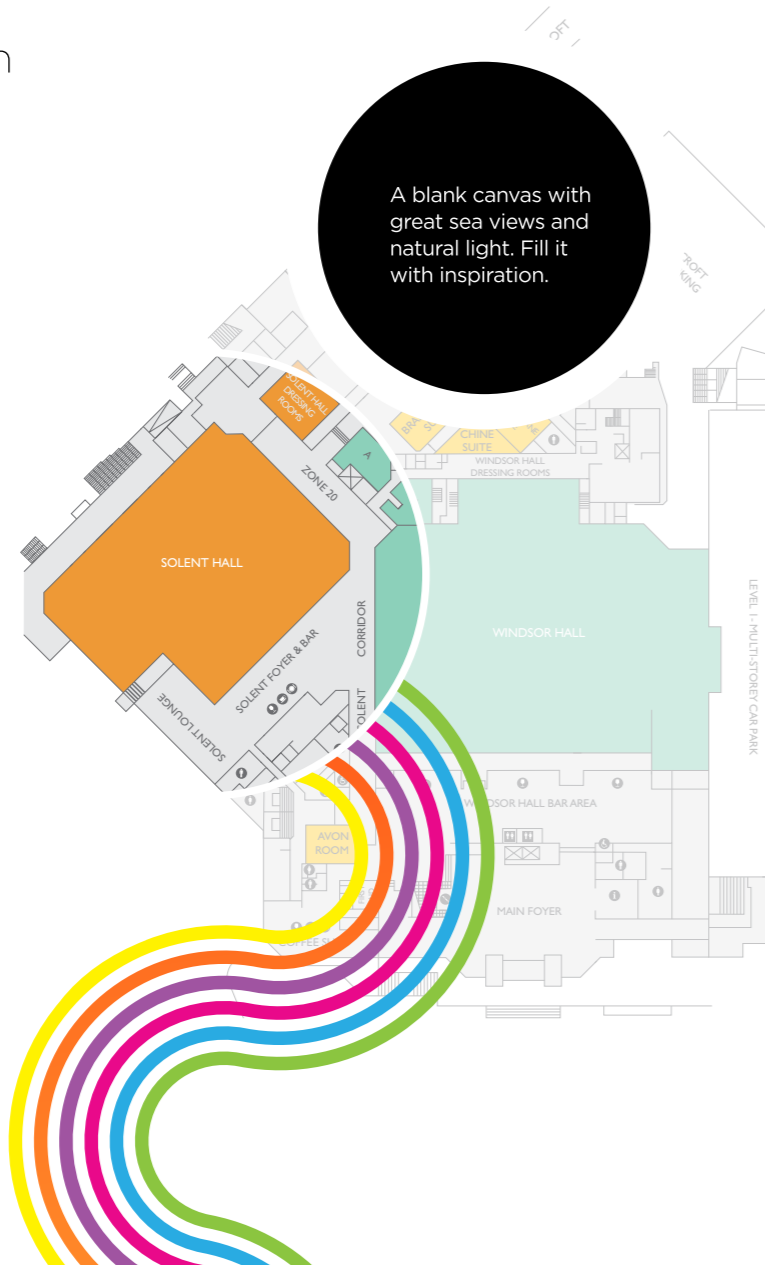 n
OFT
A blank canvas with
great sea views and
natural light. Fill it
with inspiration.
SOLENT HALL
DRESSING
ROOMS
CHINE
SUITE
WINDSOR HALL
DRESSING ROOMS
A
ZONE 20
SOLENT HALL
WINDSOR HALL
LEVEL 1 - MULTI-STOREY CAR PARK
SOLENT CORRIDOR
SOLENT FOYER & BAR
SOLENT LOUNGE
WINDSOR HALL BAR AREA
AVON
ROOM
MAIN FOYER